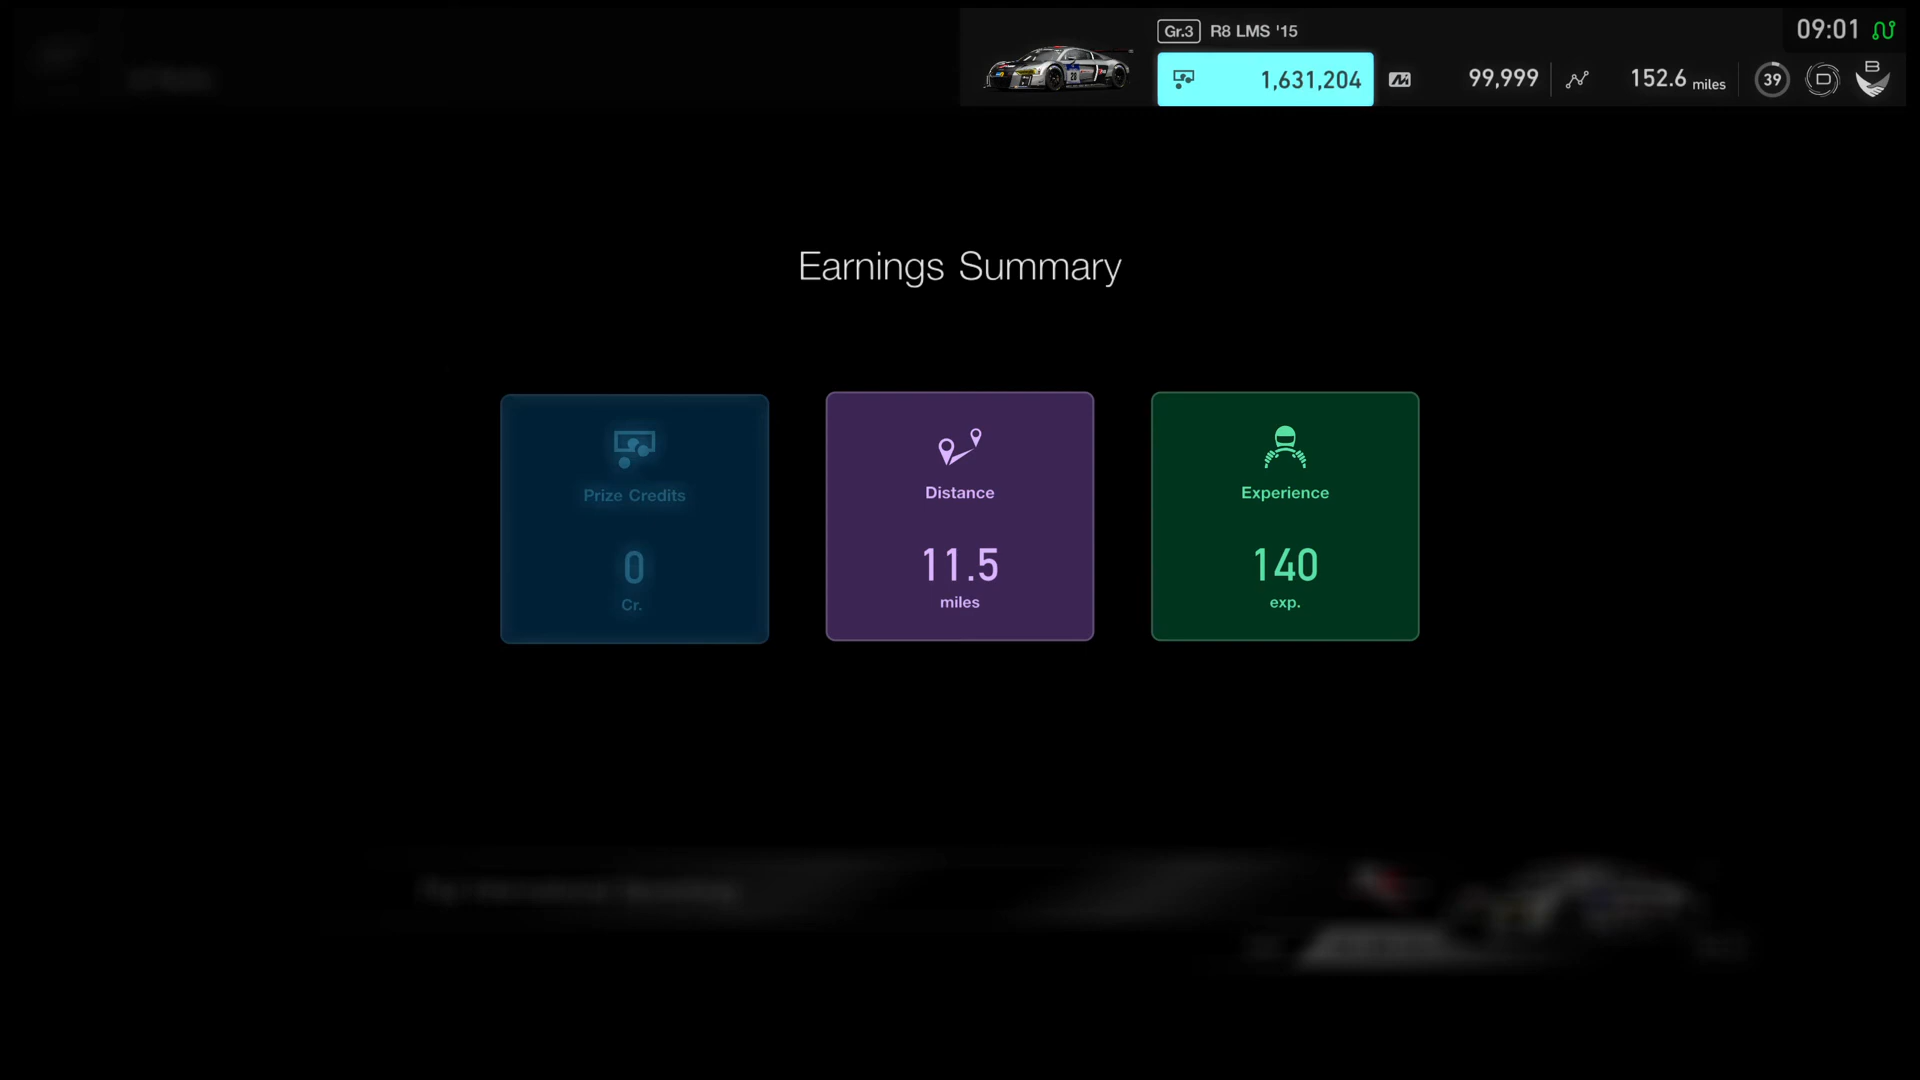 Gr.3 R8 LMS '15
09:01
1,631,204
99,999
152.6 miles
39
D
B
Earnings Summary
Prize Credits
0
Cr.
Distance
11.5
miles
Experience
140
exp.